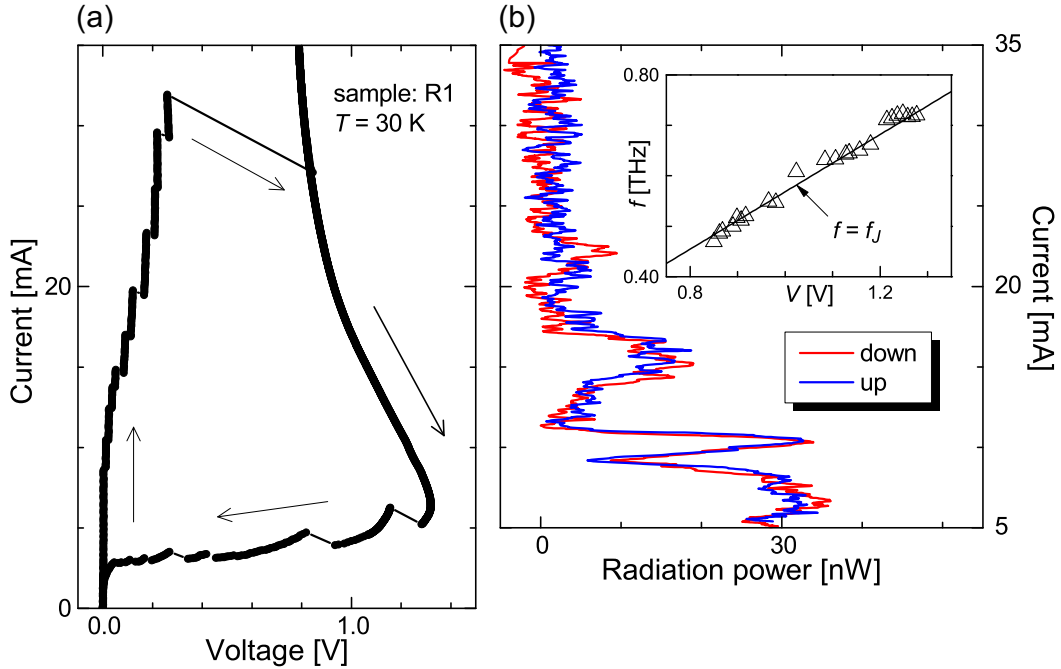 (a)
sample: R1
T = 30 K
Current [mA]
20
0
0.0
1.0
Voltage [V]
(b)
35
20
5
Current [mA]
0.80
0.40
f [THz]
f = f_J
0.8
V [V]
1.2
down
up
0
30
Radiation power [nW]